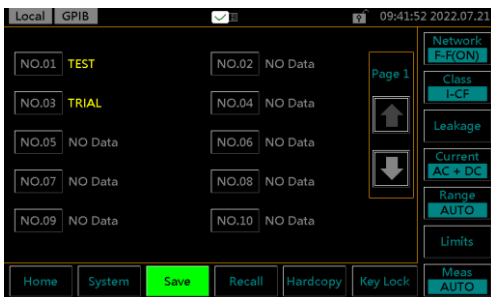 Local GPIB 09:41:52 2022.07.21
NO.01 TEST NO.02 NO Data
NO.03 TRIAL NO.04 NO Data
NO.05 NO Data NO.06 NO Data
NO.07 NO Data NO.08 NO Data
NO.09 NO Data NO.10 NO Data
Page 1
Network
F-F(ON)
Class
I-CF
Leakage
Current
AC + DC
Range
AUTO
Limits
Meas
AUTO
Home System Save Recall Hardcopy Key Lock